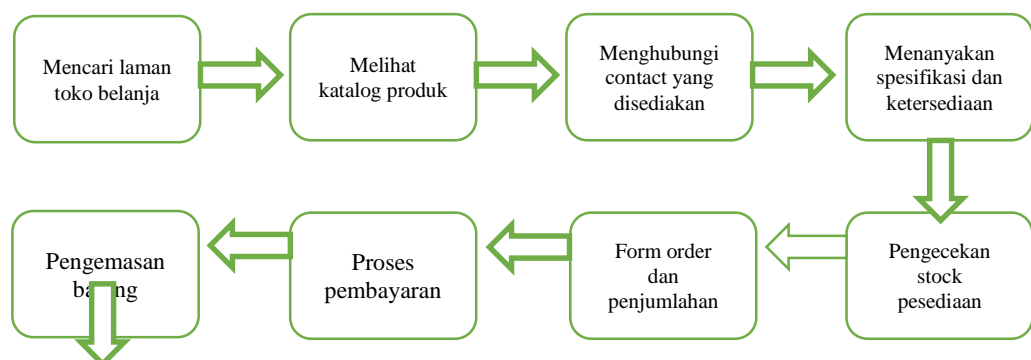 Mencari laman
toko belanja
Melihat
katalog produk
Menghubungi
contact yang
disediakan
Menanyakan
spesifikasi dan
ketersediaan
Pengecekan
stock
pesediaan
Form order
dan
penjumlahan
Proses
pembayaran
Pengemasan
barang